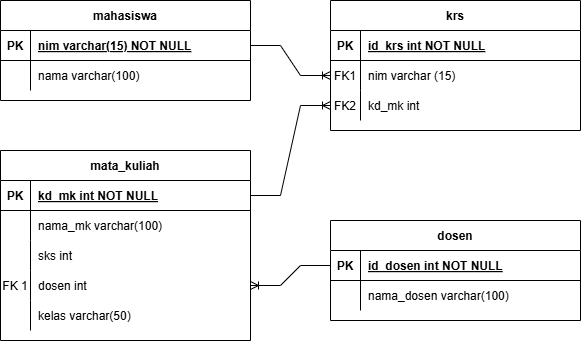 mahasiswa
PK nim varchar(15) NOT NULL
nama varchar(100)
krs
PK id_krs int NOT NULL
FK1 nim varchar (15)
FK2 kd_mk int
mata_kuliah
PK kd_mk int NOT NULL
nama_mk varchar(100)
sks int
FK 1 dosen int
kelas varchar(50)
dosen
PK id_dosen int NOT NULL
nama_dosen varchar(100)